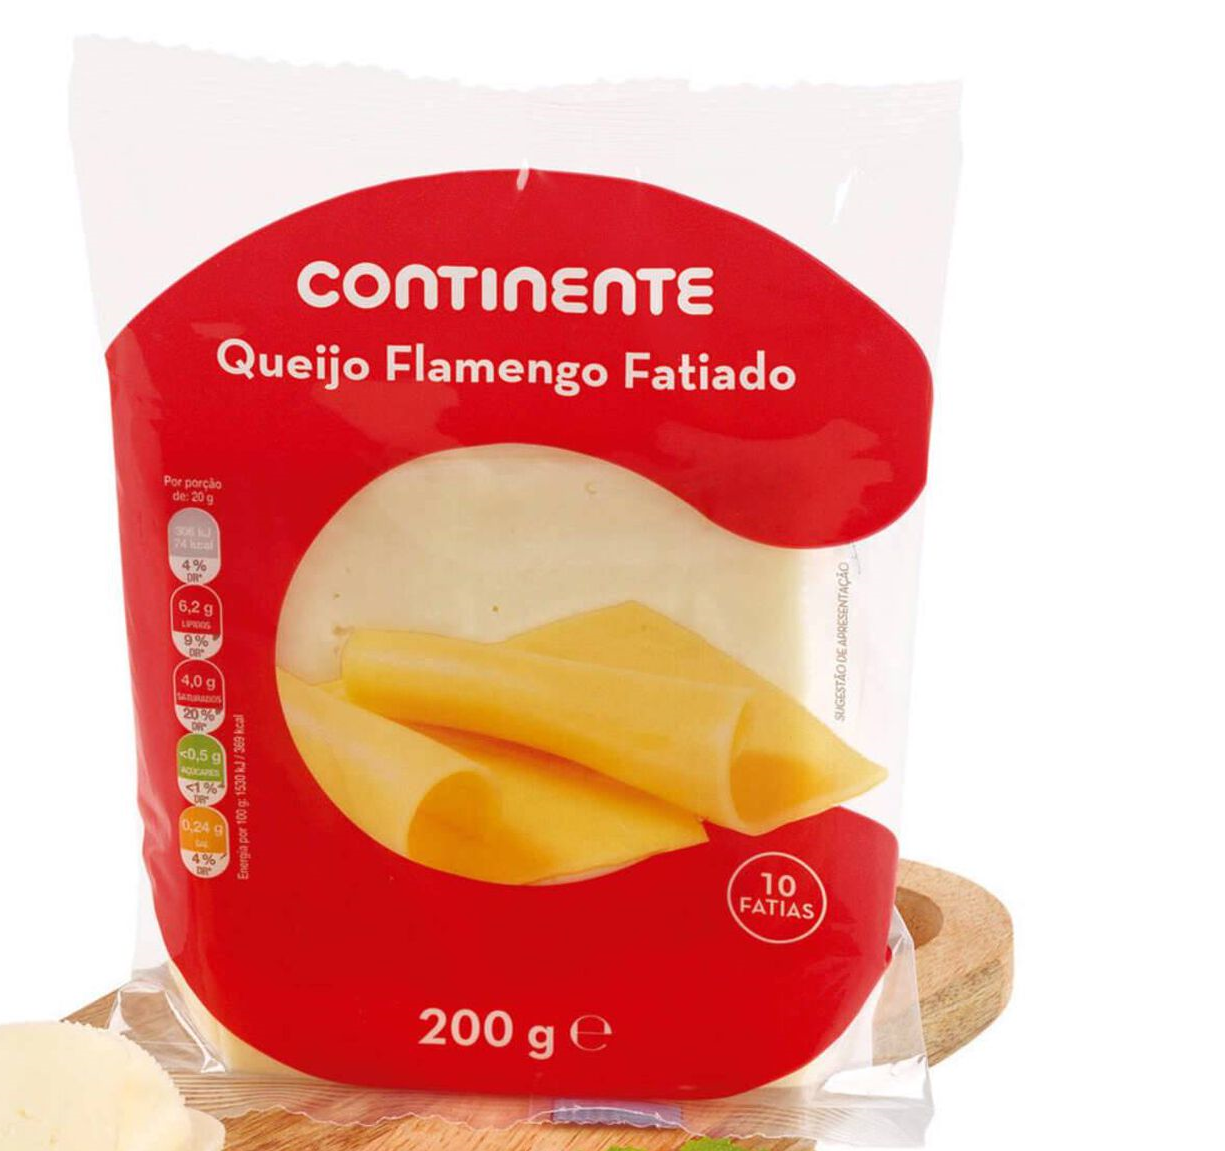 CONTINENTE
Queijo Flamengo Fatiado
Por porção
de: 20 g
306 kJ
74 kcal
4%
DR*
6,2 g
LÍPIDOS
9%
DR*
4,0 g
SATURADOS
20%
DR*
<0,5 g
AÇÚCARES
<1%
DR*
0,24 g
SAL
4%
DR*
Energia por 100 g: 1530 kJ / 369 kcal
SUGESTÃO DE APRESENTAÇÃO
10
FATIAS
200 g ℮